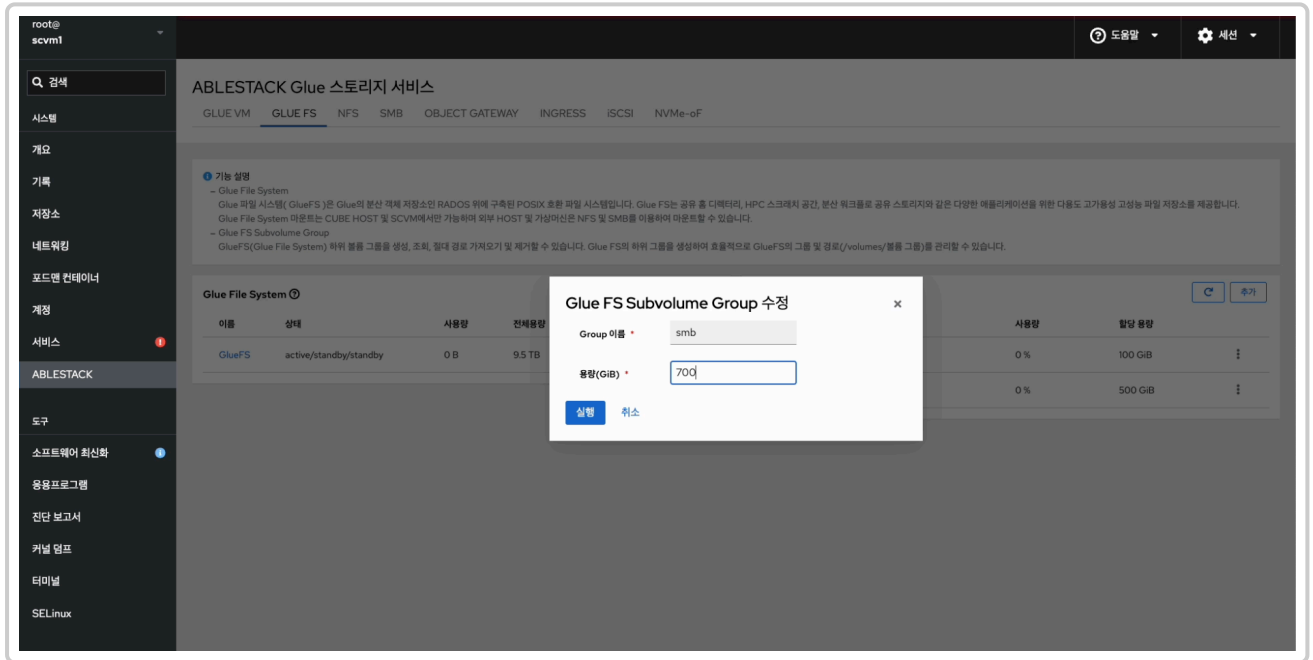 root@
scvm1
도움말
세션
검색
시스템
개요
기록
저장소
네트워킹
포드맨 컨테이너
계정
서비스
ABLESTACK
도구
소프트웨어 최신화
응용프로그램
진단 보고서
커널 덤프
터미널
SELinux
ABLESTACK Glue 스토리지 서비스
GLUE VM GLUE FS NFS SMB OBJECT GATEWAY INGRESS iSCSI NVMe-oF
기능 설명
– Glue File System
Glue 파일 시스템( GlueFS )은 Glue의 분산 객체 저장소인 RADOS 위에 구축된 POSIX 호환 파일 시스템입니다. Glue FS는 공유 홈 디렉터리, HPC 스크래치 공간, 분산 워크플로 공유 스토리지와 같은 다양한 애플리케이션을 위한 다용도 고가용성 고성능 파일 저장소를 제공합니다.
Glue File System 마운트는 CUBE HOST 및 SCVM에서만 가능하며 외부 HOST 및 가상머신은 NFS 및 SMB를 이용하여 마운트할 수 있습니다.
– Glue FS Subvolume Group
GlueFS(Glue File System) 하위 볼륨 그룹을 생성, 조회, 절대 경로 가져오기 및 제거할 수 있습니다. Glue FS의 하위 그룹을 생성하여 효율적으로 GlueFS의 그룹 및 경로(/volumes/볼륨 그룹)를 관리할 수 있습니다.
Glue File System
추가
이름 상태 사용량 전체용량 사용량 할당 용량
GlueFS active/standby/standby 0 B 9.5 TB 0 % 100 GiB
0 % 500 GiB
Glue FS Subvolume Group 수정
Group 이름 * smb
용량(GiB) * 700
실행 취소